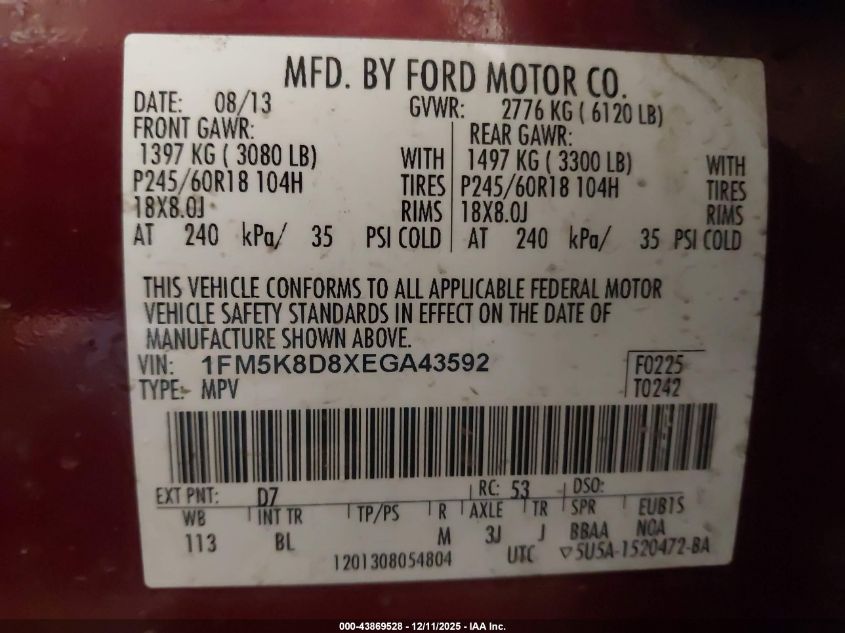 MFD. BY FORD MOTOR CO.
DATE: 08/13 GVWR: 2776 KG ( 6120 LB)
FRONT GAWR: REAR GAWR:
1397 KG ( 3080 LB) WITH 1497 KG ( 3300 LB) WITH
P245/60R18 104H TIRES P245/60R18 104H TIRES
18X8.0J RIMS 18X8.0J RIMS
AT 240 kPa/ 35 PSI COLD AT 240 kPa/ 35 PSI COLD
THIS VEHICLE CONFORMS TO ALL APPLICABLE FEDERAL MOTOR
VEHICLE SAFETY STANDARDS IN EFFECT ON THE DATE OF
MANUFACTURE SHOWN ABOVE.
VIN: 1FM5K8D8XEGA43592 F0225
TYPE: MPV T0242
EXT PNT: D7 RC: 53 DSO:
WB INT TR TP/PS R AXLE TR SPR EUB1S
113 BL M 3J J BBAA NCA
1201308054804 UTC ▽5U5A-1520472-BA
000-43869528 - 12/11/2025 - IAA Inc.